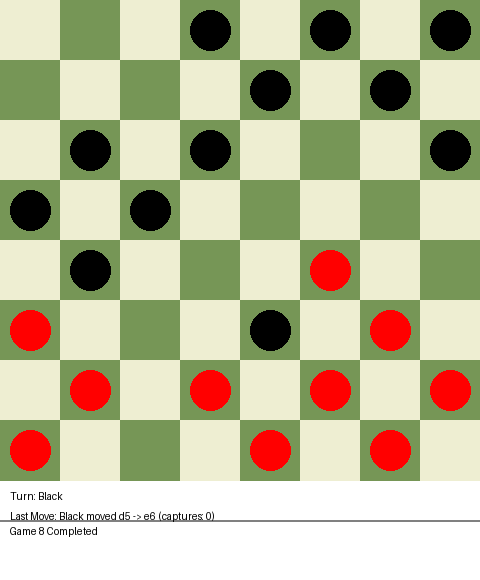 Turn: Black
Last Move: Black moved d5 -> e6 (captures: 0)
Game 8 Completed